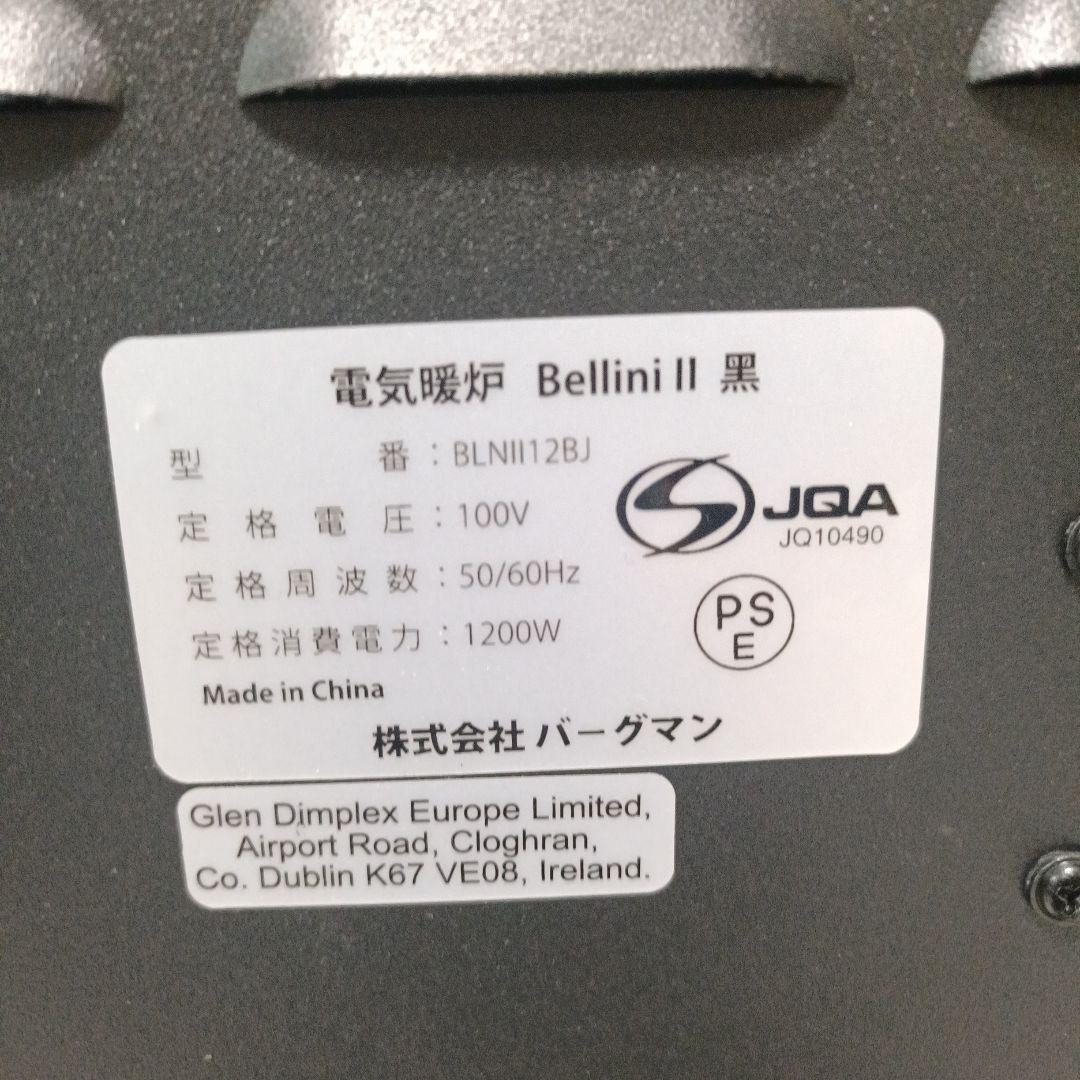 電気暖炉 Bellini II 黒
型番：BLNII12BJ
定格電圧：100V
定格周波数：50/60Hz
定格消費電力：1200W
Made in China
JQA
JQ10490
PS
E
株式会社 バーグマン
Glen Dimplex Europe Limited,
Airport Road, Cloghran,
Co. Dublin K67 VE08, Ireland.